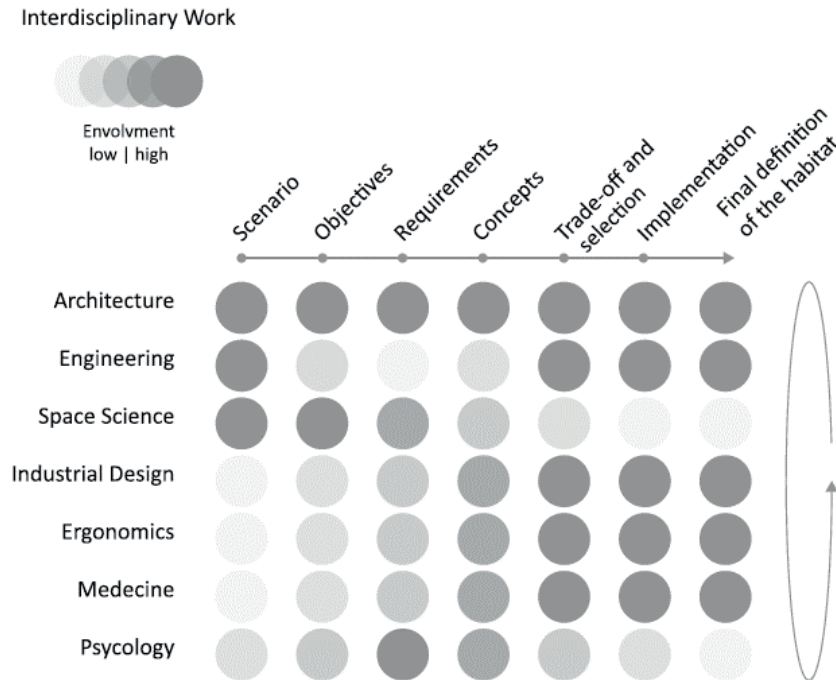 Interdisciplinary Work
Envolvment
low | high
Scenario
Objectives
Requirements
Concepts
Trade-off and
selection
Implementation
Final definition
of the habitat
Architecture
Engineering
Space Science
Industrial Design
Ergonomics
Medecine
Psycology